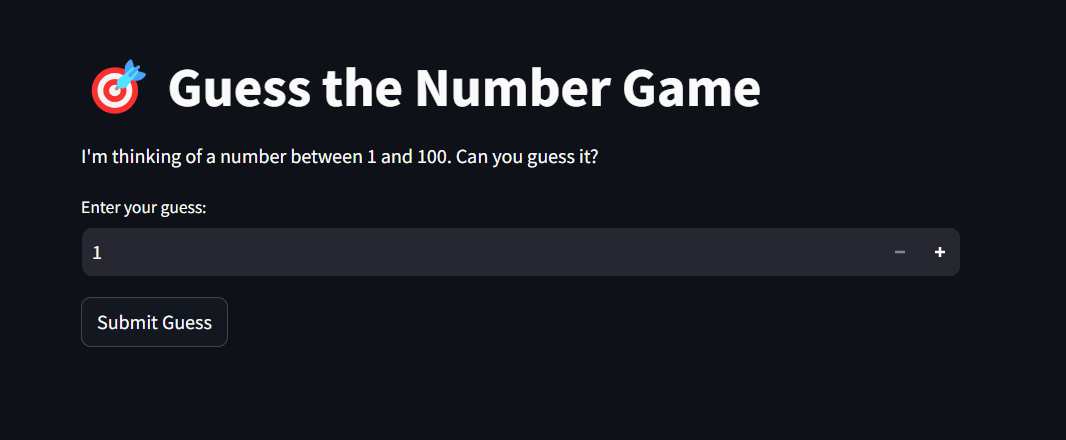 Guess the Number Game
I'm thinking of a number between 1 and 100. Can you guess it?
Enter your guess:
1
Submit Guess